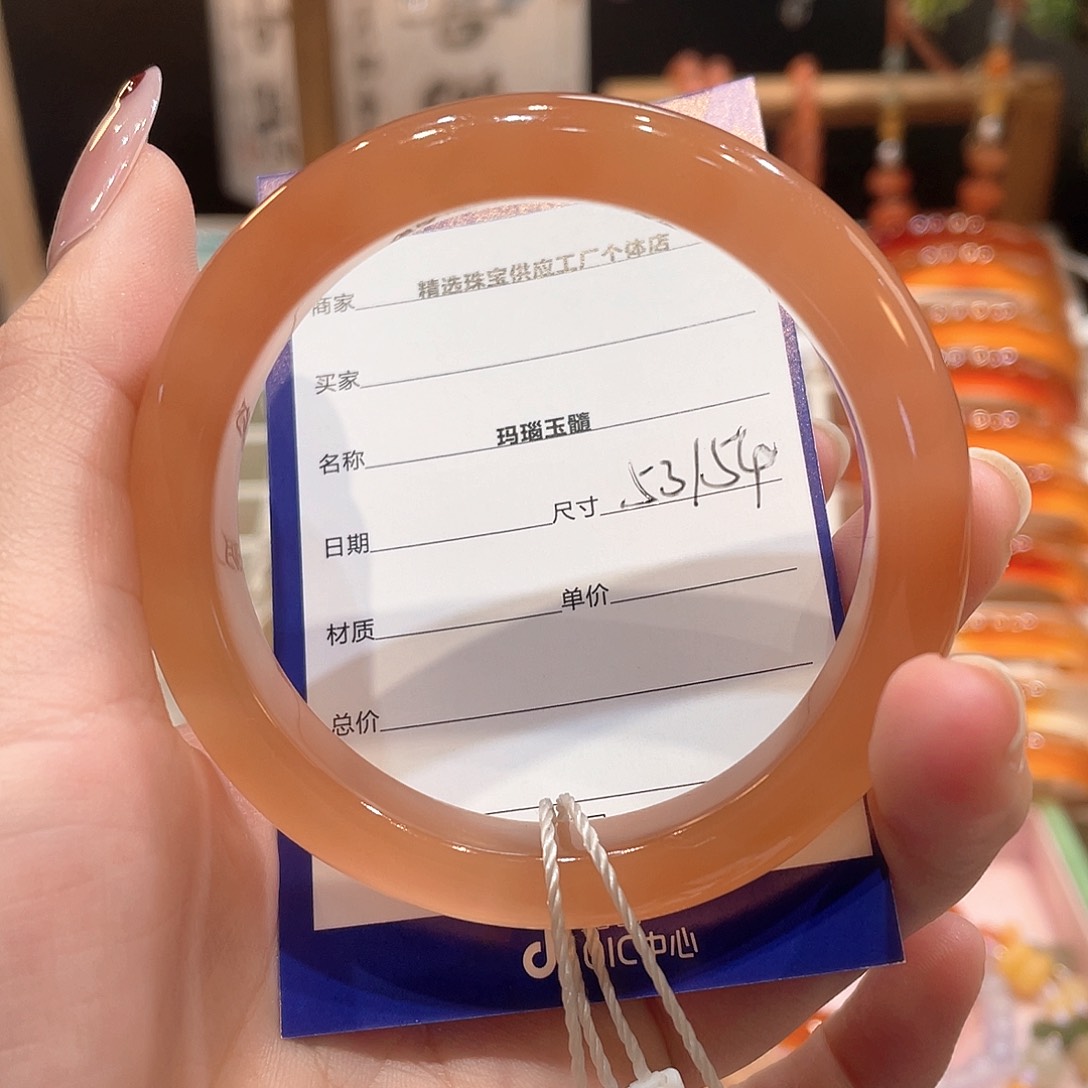 商家 精选珠宝供应工厂个体店
买家
名称 玛瑙玉髓
日期 尺寸 53/54
材质 单价
总价
QIC中心